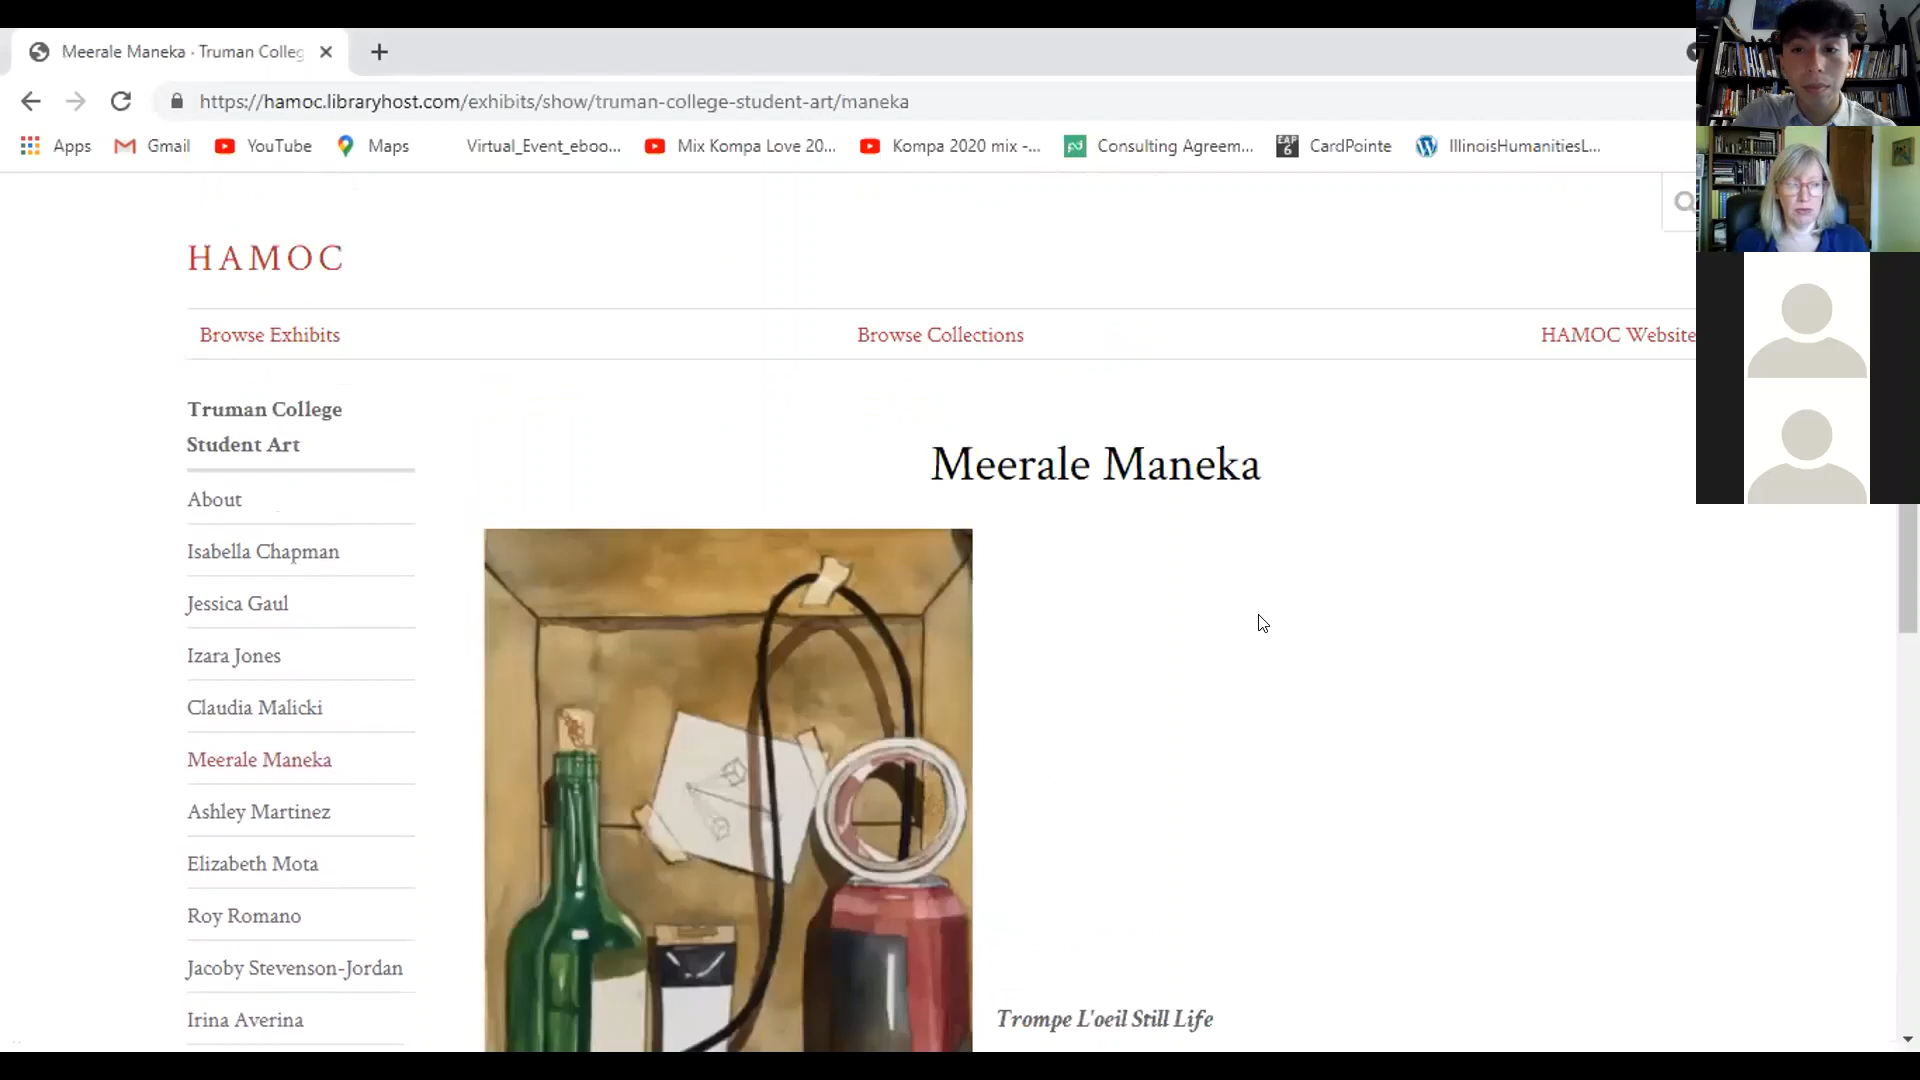 Meerale Maneka · Truman Colleg
https://hamoc.libraryhost.com/exhibits/show/truman-college-student-art/maneka
Apps Gmail YouTube Maps Virtual_Event_eboo... Mix Kompa Love 20... Kompa 2020 mix -... Consulting Agreem... CardPointe IllinoisHumanitiesL...
HAMOC
Browse Exhibits Browse Collections HAMOC Website
Truman College
Student Art
About
Isabella Chapman
Jessica Gaul
Izara Jones
Claudia Malicki
Meerale Maneka
Ashley Martinez
Elizabeth Mota
Roy Romano
Jacoby Stevenson-Jordan
Irina Averina
Meerale Maneka
Trompe L'oeil Still Life